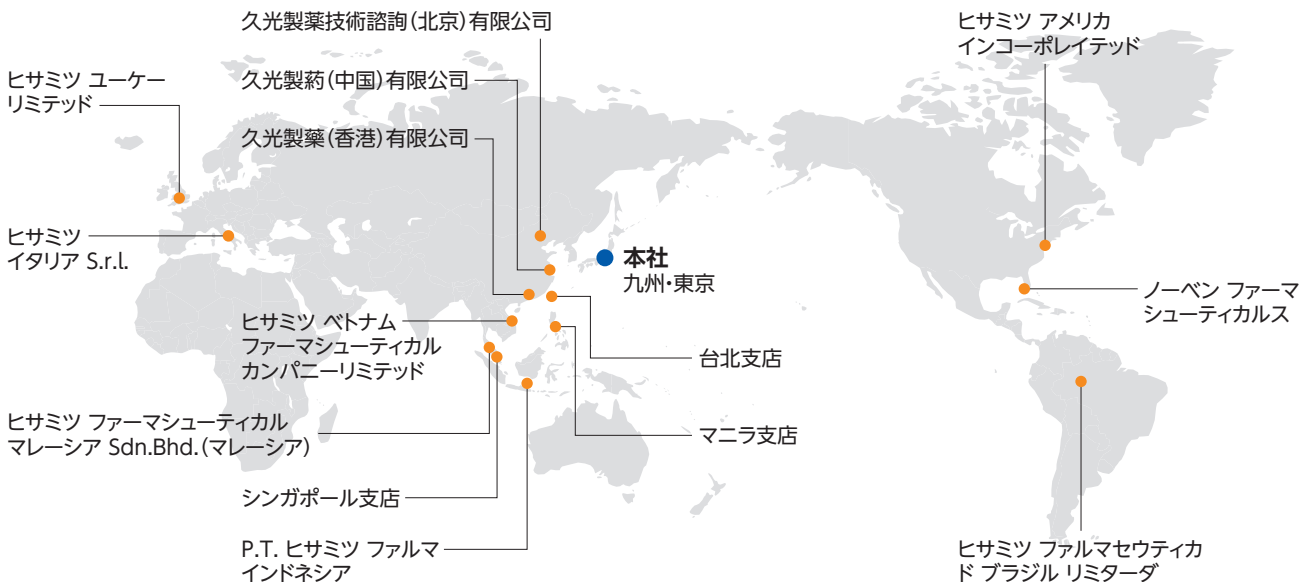 久光製薬技術諮詢(北京)有限公司
ヒサミツ アメリカ
インコーポレイテッド
ヒサミツ ユーケー
リミテッド
久光製葯(中国)有限公司
久光製藥(香港)有限公司
ヒサミツ
イタリア S.r.l.
本社
九州・東京
ノーベン ファーマ
シューティカルス
ヒサミツ ベトナム
ファーマシューティカル
カンパニーリミテッド
台北支店
ヒサミツ ファーマシューティカル
マレーシア Sdn.Bhd.(マレーシア)
マニラ支店
シンガポール支店
P.T. ヒサミツ ファルマ
インドネシア
ヒサミツ ファルマセウティカ
ド ブラジル リミターダ